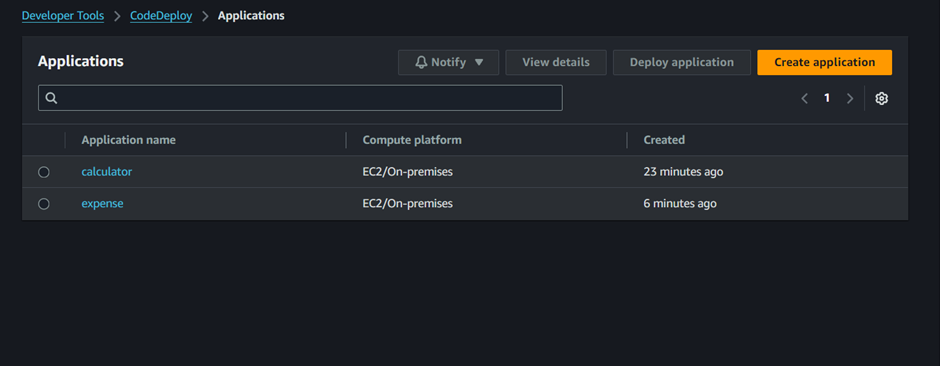 Developer Tools > CodeDeploy > Applications
Applications
Notify ▼ View details Deploy application Create application
< 1 >
Application name Compute platform Created
calculator EC2/On-premises 23 minutes ago
expense EC2/On-premises 6 minutes ago